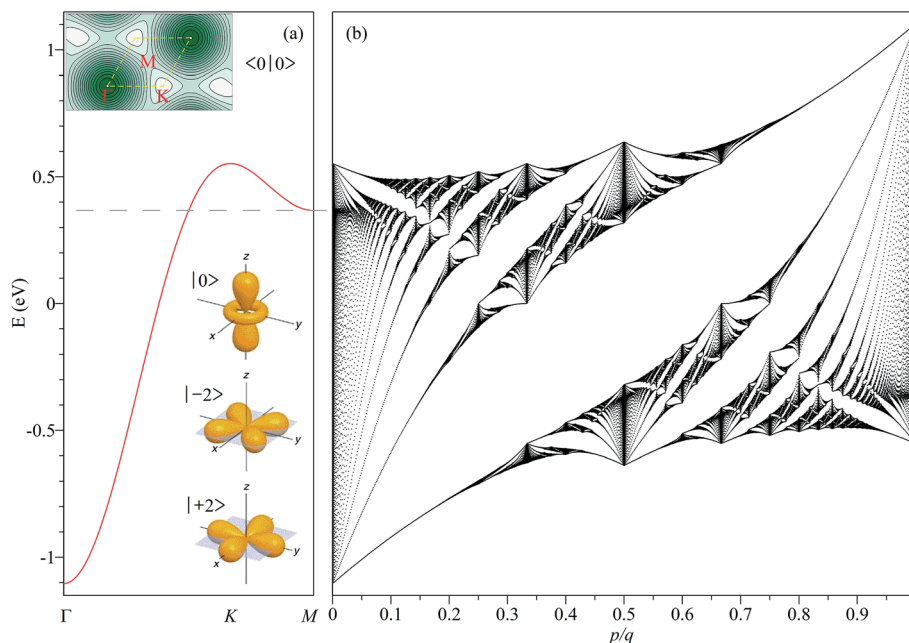 (a)
(b)
<0|0>
M
Γ
K
E (eV)
1
0.5
0
-0.5
-1
|0>
z
x
y
|−2>
z
x
y
|+2>
z
x
y
Γ
K
M
0
0.1
0.2
0.3
0.4
0.5
0.6
0.7
0.8
0.9
p/q